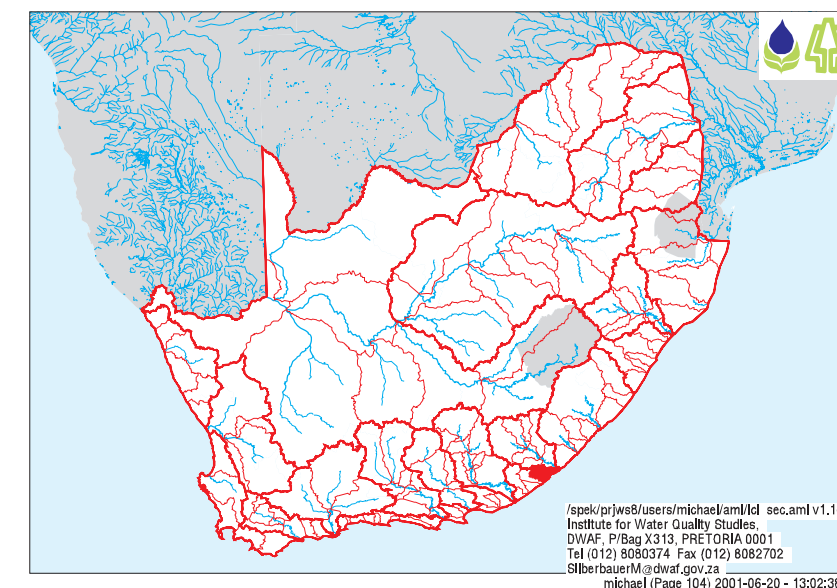 /spek/prjws8/users/michael/aml/lcl sec.aml v1.1
Institute for Water Quality Studies,
DWAF, P/Bag X313, PRETORIA 0001
Tel (012) 8080374 Fax (012) 8082702
SilberbauerM@dwaf.gov.za
michael (Page 104) 2001-06-20 - 13:02:38